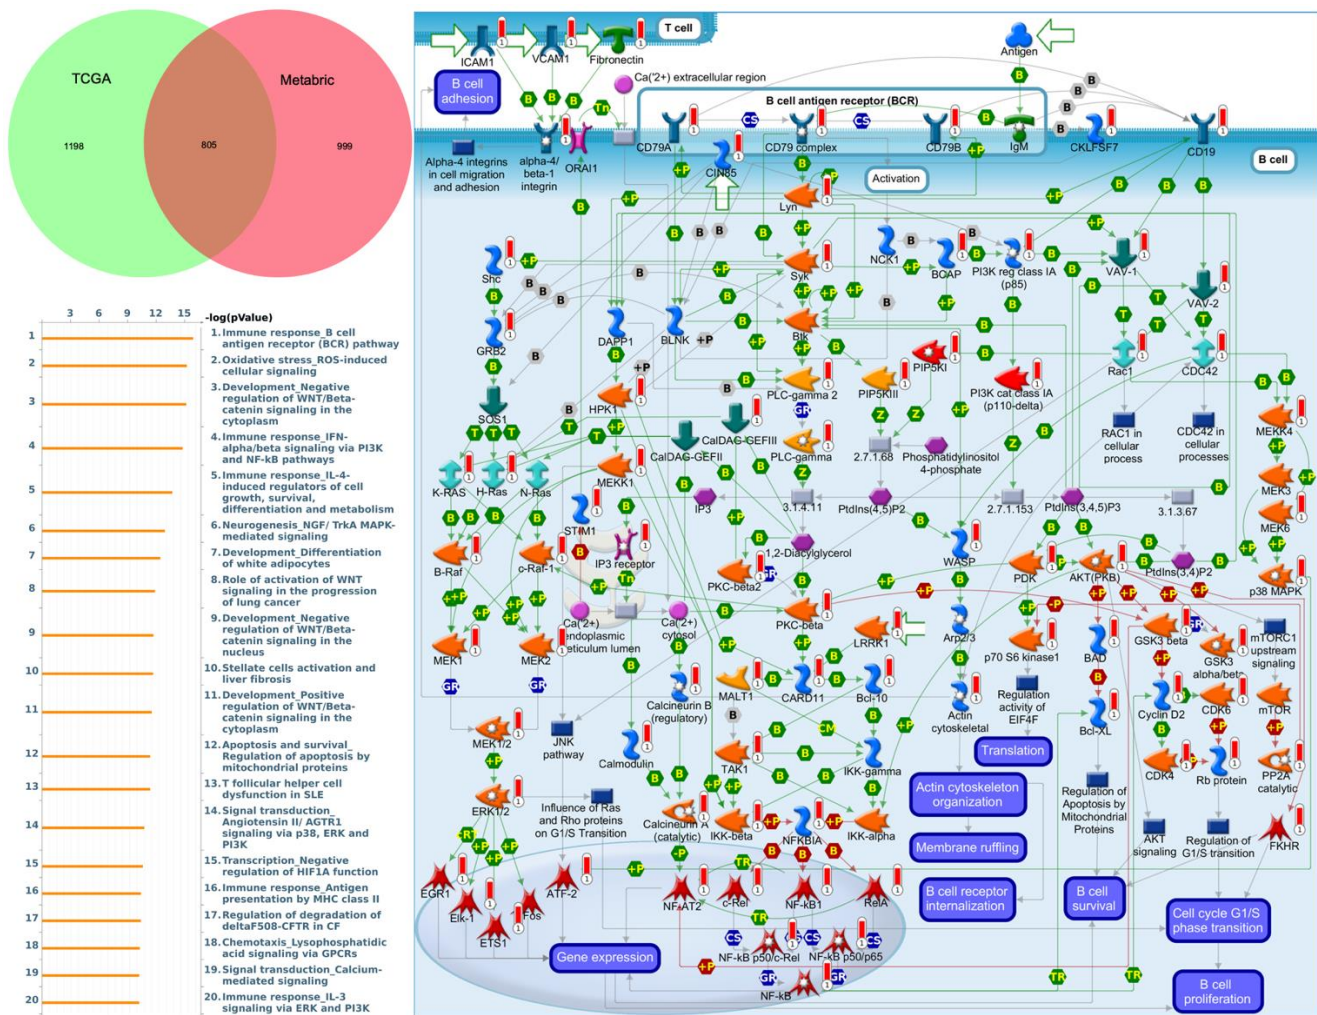 TCGA
Metabric
1198
805
999
3 6 9 12 15
-log(pValue)
1
2
3
4
5
6
7
8
9
10
11
12
13
14
15
16
17
18
19
20
1. Immune response_B cell
antigen receptor (BCR) pathway
2. Oxidative stress_ROS-induced
cellular signaling
3. Development_Negative
regulation of WNT/Beta-
catenin signaling in the
cytoplasm
4. Immune response_IFN-
alpha/beta signaling via PI3K
and NF-kB pathways
5. Immune response_IL-4-
induced regulators of cell
growth, survival,
differentiation and metabolism
6. Neurogenesis_NGF/ TrkA MAPK-
mediated signaling
7. Development_Differentiation
of white adipocytes
8. Role of activation of WNT
signaling in the progression
of lung cancer
9. Development_Negative
regulation of WNT/Beta-
catenin signaling in the
nucleus
10. Stellate cells activation and
liver fibrosis
11. Development_Positive
regulation of WNT/Beta-
catenin signaling in the
cytoplasm
12. Apoptosis and survival_
Regulation of apoptosis by
mitochondrial proteins
13. T follicular helper cell
dysfunction in SLE
14. Signal transduction_
Angiotensin II/ AGTR1
signaling via p38, ERK and
PI3K
15. Transcription_Negative
regulation of HIF1A function
16. Immune response_Antigen
presentation by MHC class II
17. Regulation of degradation of
deltaF508-CFTR in CF
18. Chemotaxis_Lysophosphatidic
acid signaling via GPCRs
19. Signal transduction_Calcium-
mediated signaling
20. Immune response_IL-3
signaling via ERK and PI3K
T cell
ICAM1
VCAM1
Fibronectin
Antigen
B cell
adhesion
Ca('2+) extracellular region
B cell antigen receptor (BCR)
CD79A
CD79 complex
CD79B
IgM
CKLFSF7
CD19
B cell
Alpha-4 integrins
in cell migration
and adhesion
alpha-4/
beta-1
integrin
ORAI1
CIN85
Activation
Lyn
Shc
Syk
NCK1
BCAP
PI3K reg class IA
(p85)
VAV-1
VAV-2
GRB2
DAPP1
BLNK
Btk
PIP5KI
Rac1
CDC42
SOS1
HPK1
PLC-gamma 2
PIP5KIII
PI3K cat class IA
(p110-delta)
CalDAG-GEFIII
CalDAG-GEFII
PLC-gamma
2.7.1.68
Phosphatidylinositol
4-phosphate
RAC1 in
cellular
process
CDC42 in
cellular
processes
MEKK4
K-RAS
H-Ras
N-Ras
MEKK1
MEK3
IP3
3.1.4.11
PtdIns(4,5)P2
2.7.1.153
PtdIns(3,4,5)P3
3.1.3.67
MEK6
STIM1
IP3 receptor
1,2-Diacylglycerol
WASP
B-Raf
c-Raf-1
PKC-beta2
PDK
AKT(PKB)
PtdIns(3,4)P2
p38 MAPK
Ca('2+)
endoplasmic
reticulum lumen
Ca('2+)
cytosol
PKC-beta
LRRK1
Arp2/3
p70 S6 kinase1
BAD
GSK3 beta
GSK3
alpha/beta
mTORC1
upstream
signaling
MEK1
MEK2
Calcineurin B
(regulatory)
MALT1
CARD11
Bcl-10
Actin
cytoskeletal
Regulation
activity of
EIF4F
Bcl-XL
Cyclin D2
CDK6
mTOR
MEK1/2
JNK
pathway
Calmodulin
TAK1
IKK-gamma
Translation
Actin cytoskeleton
organization
Regulation of
Apoptosis by
Mitochondrial
Proteins
CDK4
Rb protein
PP2A
catalytic
ERK1/2
Influence of Ras
and Rho proteins
on G1/S Transition
Calcineurin A
(catalytic)
IKK-beta
NFKBIA
IKK-alpha
Membrane ruffling
AKT
signaling
Regulation of
G1/S transition
FKHR
EGR1
Elk-1
ETS1
Fos
ATF-2
NF-AT2
c-Rel
NF-kB1
RelA
B cell receptor
internalization
B cell
survival
Cell cycle G1/S
phase transition
Gene expression
NF-kB p50/c-Rel
NF-kB p50/p65
NF-kB
B cell
proliferation